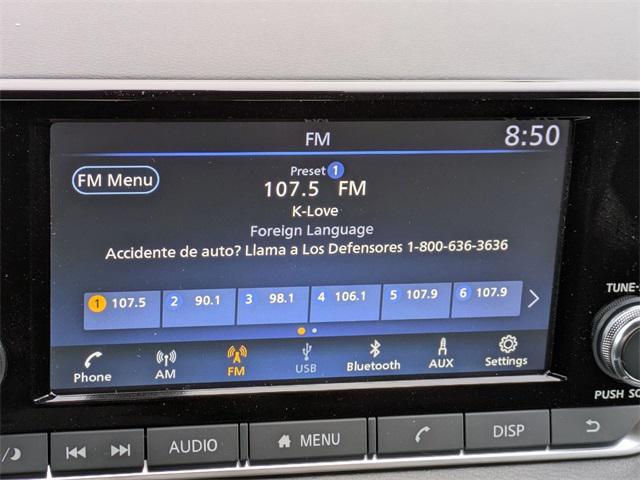 FM
8:50
FM Menu
Preset 1
107.5 FM
K-Love
Foreign Language
Accidente de auto? Llama a Los Defensores 1-800-636-3636
1 107.5 2 90.1 3 98.1 4 106.1 5 107.9 6 107.9
Phone AM FM USB Bluetooth AUX Settings
TUNE-S
PUSH SO
AUDIO MENU DISP